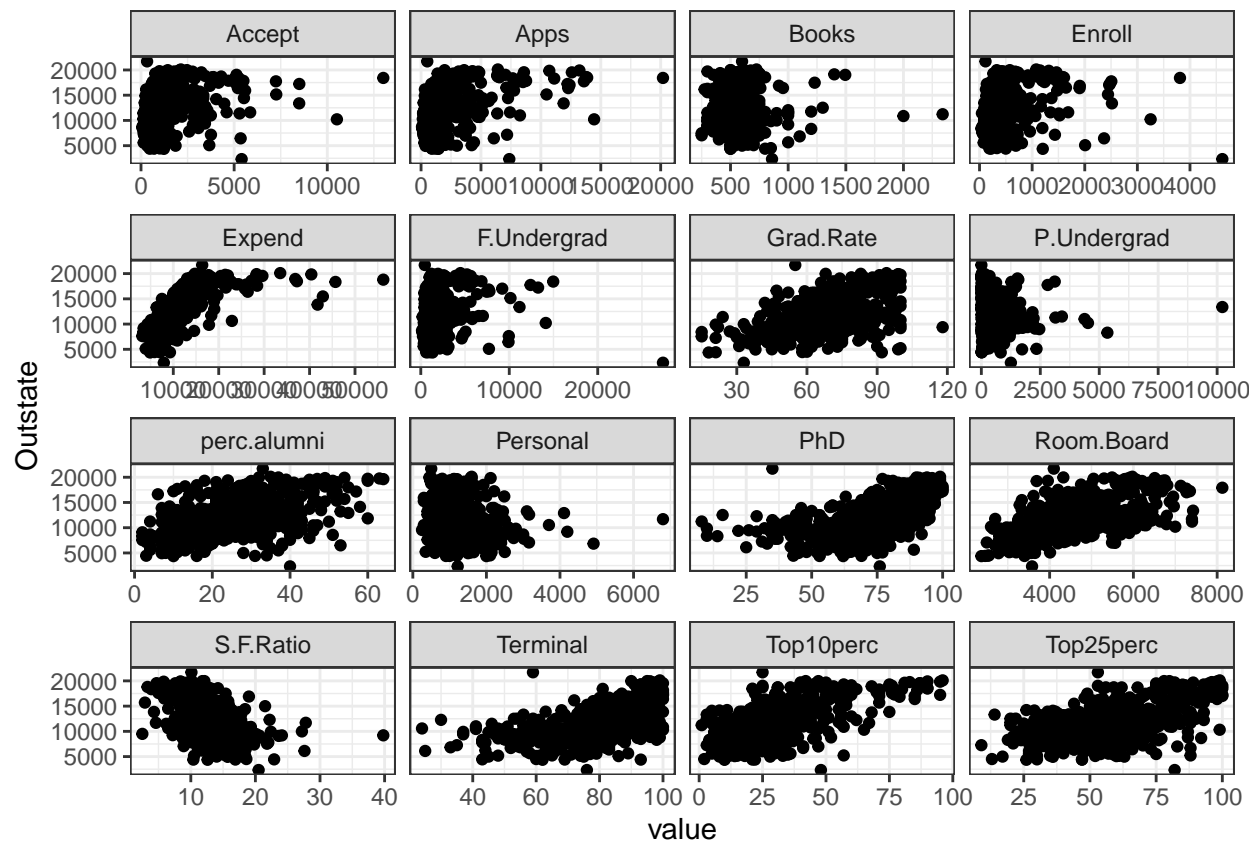 Accept Apps Books Enroll
20000
15000
10000
5000
0 5000 10000 0 5000 10000 15000 20000 500 1000 1500 2000 0 1000 2000 3000 4000
Expend F.Undergrad Grad.Rate P.Undergrad
20000
15000
10000
5000
10000 20000 30000 40000 50000 0 10000 20000 30 60 90 120 0 2500 5000 7500 10000
Outstate
perc.alumni Personal PhD Room.Board
20000
15000
10000
5000
0 20 40 60 0 2000 4000 6000 25 50 75 100 4000 6000 8000
S.F.Ratio Terminal Top10perc Top25perc
20000
15000
10000
5000
10 20 30 40 40 60 80 100 0 25 50 75 100 25 50 75 100
value